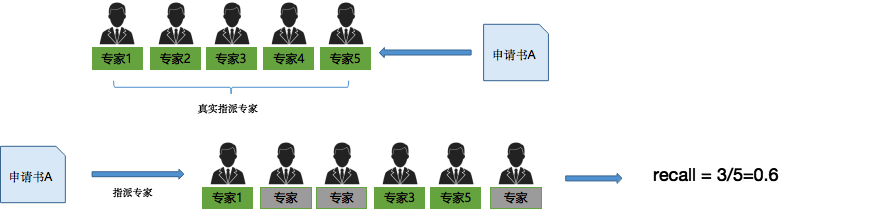 专家1 专家2 专家3 专家4 专家5
申请书A
真实指派专家
申请书A
指派专家
专家1 专家 专家 专家3 专家5 专家
recall = 3/5=0.6